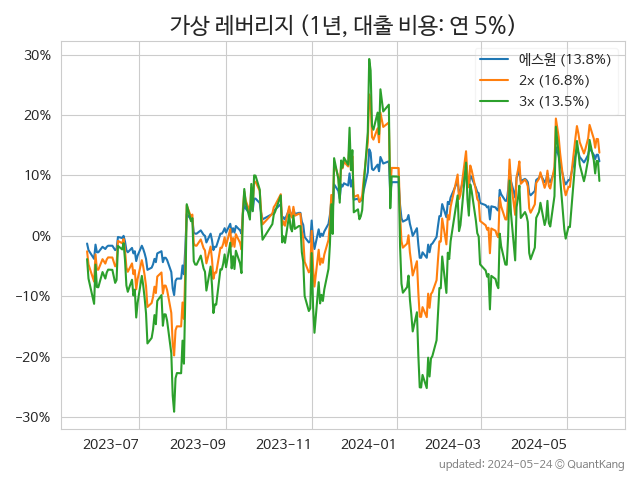 가상 레버리지 (1년, 대출 비용: 연 5%)
에스원 (13.8%)
2x (16.8%)
3x (13.5%)
30%
20%
10%
0%
−10%
−20%
−30%
2023-07
2023-09
2023-11
2024-01
2024-03
2024-05
updated: 2024-05-24 © QuantKang